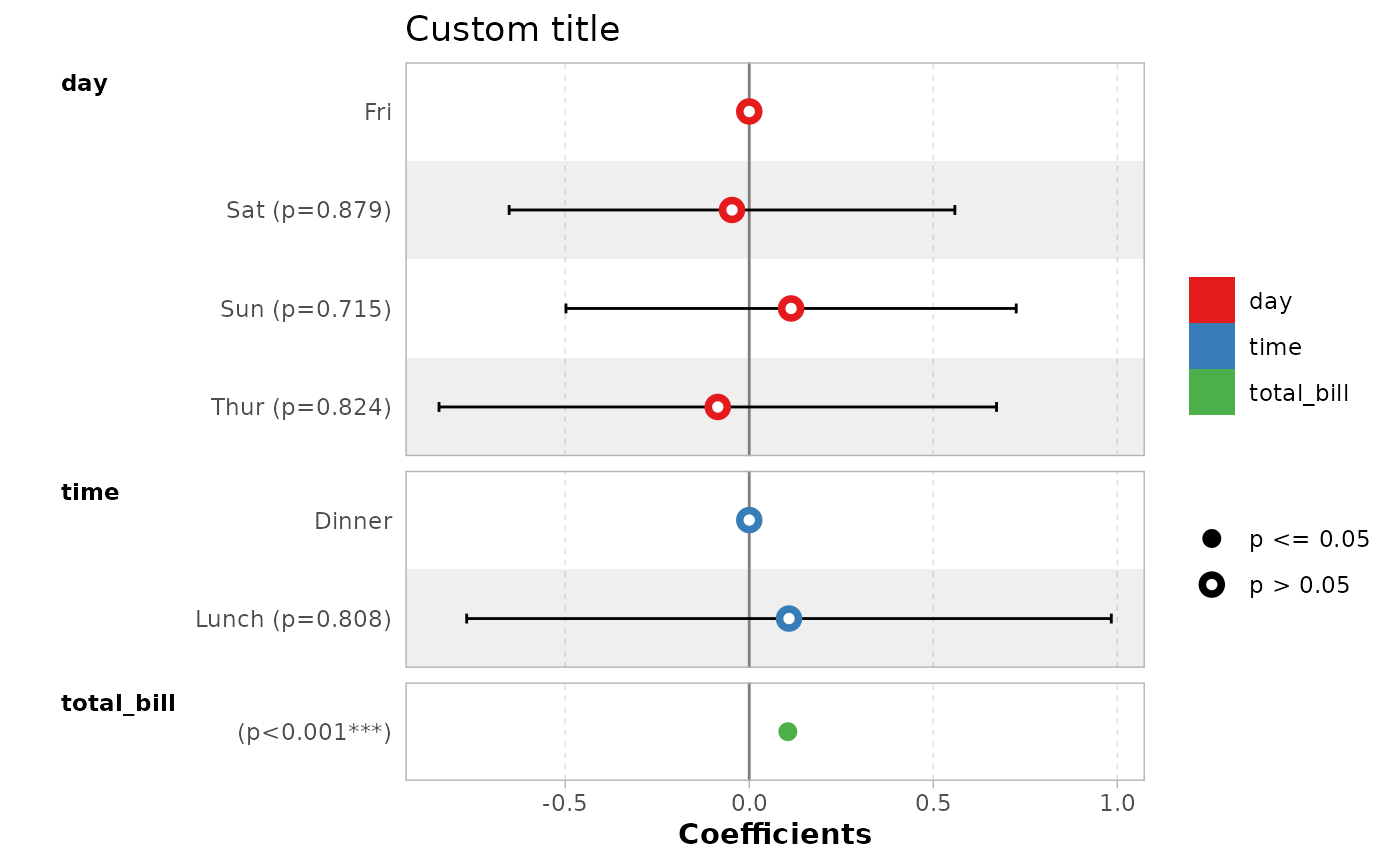 Custom title
day
Fri
Sat (p=0.879)
Sun (p=0.715)
Thur (p=0.824)
time
Dinner
Lunch (p=0.808)
total_bill
(p<0.001***)
-0.5 0.0 0.5 1.0
Coefficients
day
time
total_bill
p <= 0.05
p > 0.05